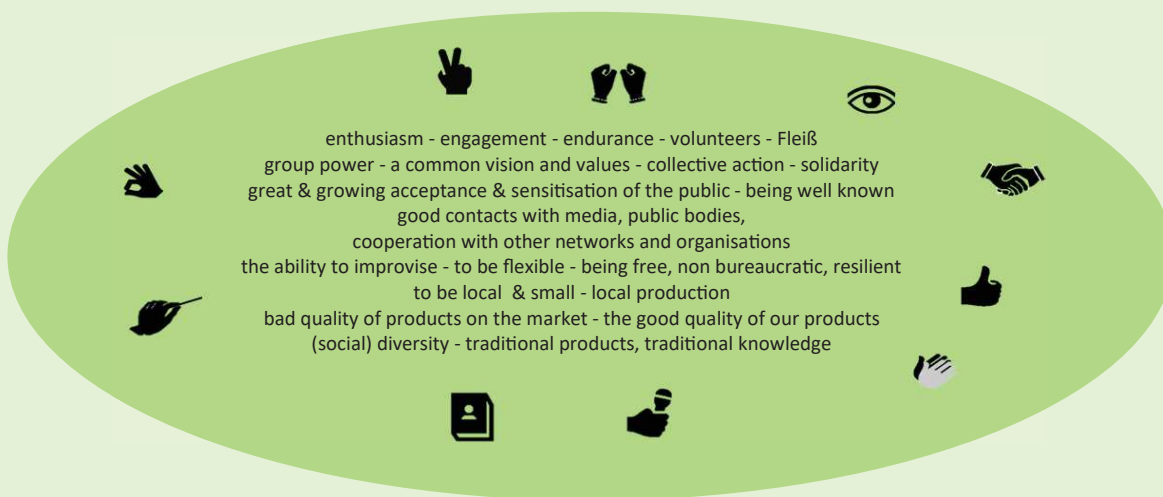 enthusiasm - engagement - endurance - volunteers - Fleiß
group power - a common vision and values - collective action - solidarity
great & growing acceptance & sensitisation of the public - being well known
good contacts with media, public bodies,
cooperation with other networks and organisations
the ability to improvise - to be flexible - being free, non bureaucratic, resilient
to be local & small - local production
bad quality of products on the market - the good quality of our products
(social) diversity - traditional products, traditional knowledge